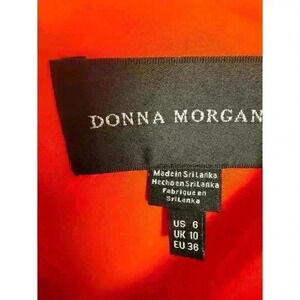 DONNA MORGAN
Made in Sri Lanka
Hecho en Sri Lanka
Fabrique en
Sri Lanka
US 6
UK 10
EU 36